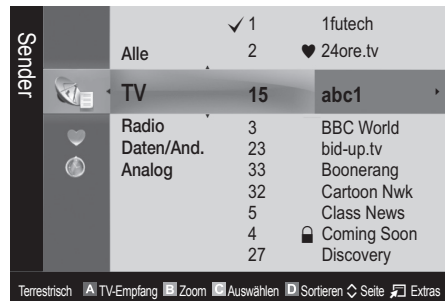 Sender
✓ 1 1futech
Alle 2 ♥ 24ore.tv
TV 15 abc1
Radio 3 BBC World
Daten/And. 23 bid-up.tv
Analog 33 Boonerang
32 Cartoon Nwk
5 Class News
4 Coming Soon
27 Discovery
Terrestrisch A TV-Empfang B Zoom C Auswählen D Sortieren Seite Extras